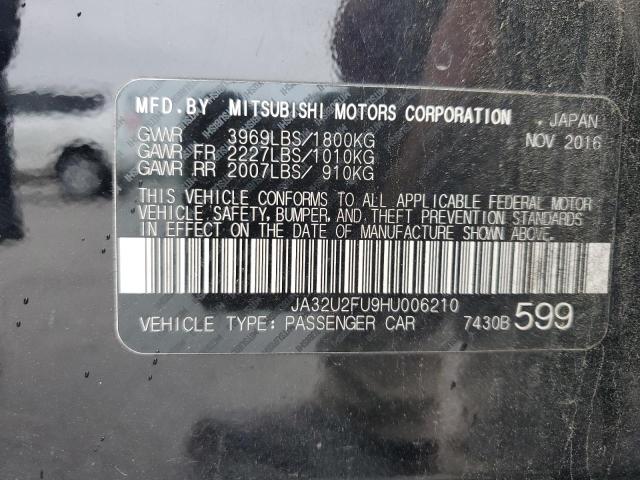 MFD.BY MITSUBISHI MOTORS CORPORATION JAPAN
GVWR 3969LBS/1800KG NOV 2016
GAWR FR 2227LBS/1010KG
GAWR RR 2007LBS/ 910KG
THIS VEHICLE CONFORMS TO ALL APPLICABLE FEDERAL MOTOR
VEHICLE SAFETY, BUMPER, AND THEFT PREVENTION STANDARDS
IN EFFECT ON THE DATE OF MANUFACTURE SHOWN ABOVE.
JA32U2FU9HU006210
VEHICLE TYPE: PASSENGER CAR 7430B 599